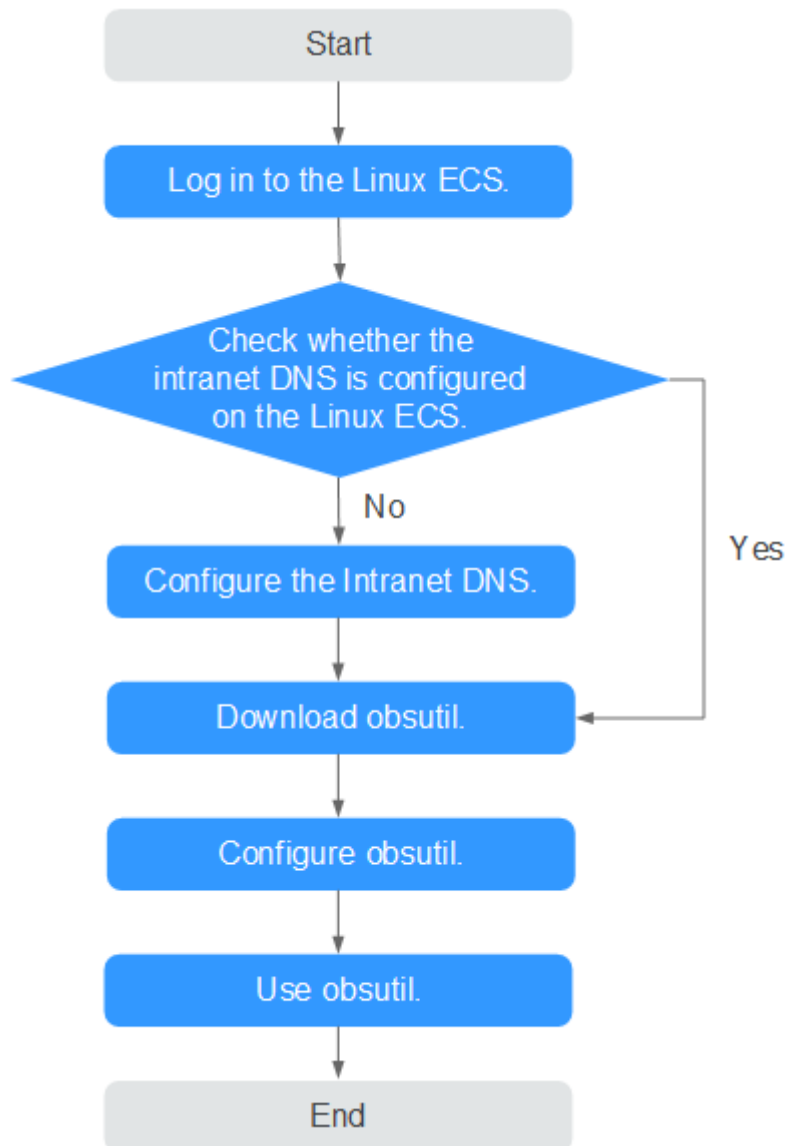 Start
Log in to the Linux ECS.
Check whether the
intranet DNS is configured
on the Linux ECS.
No
Yes
Configure the Intranet DNS.
Download obsutil.
Configure obsutil.
Use obsutil.
End